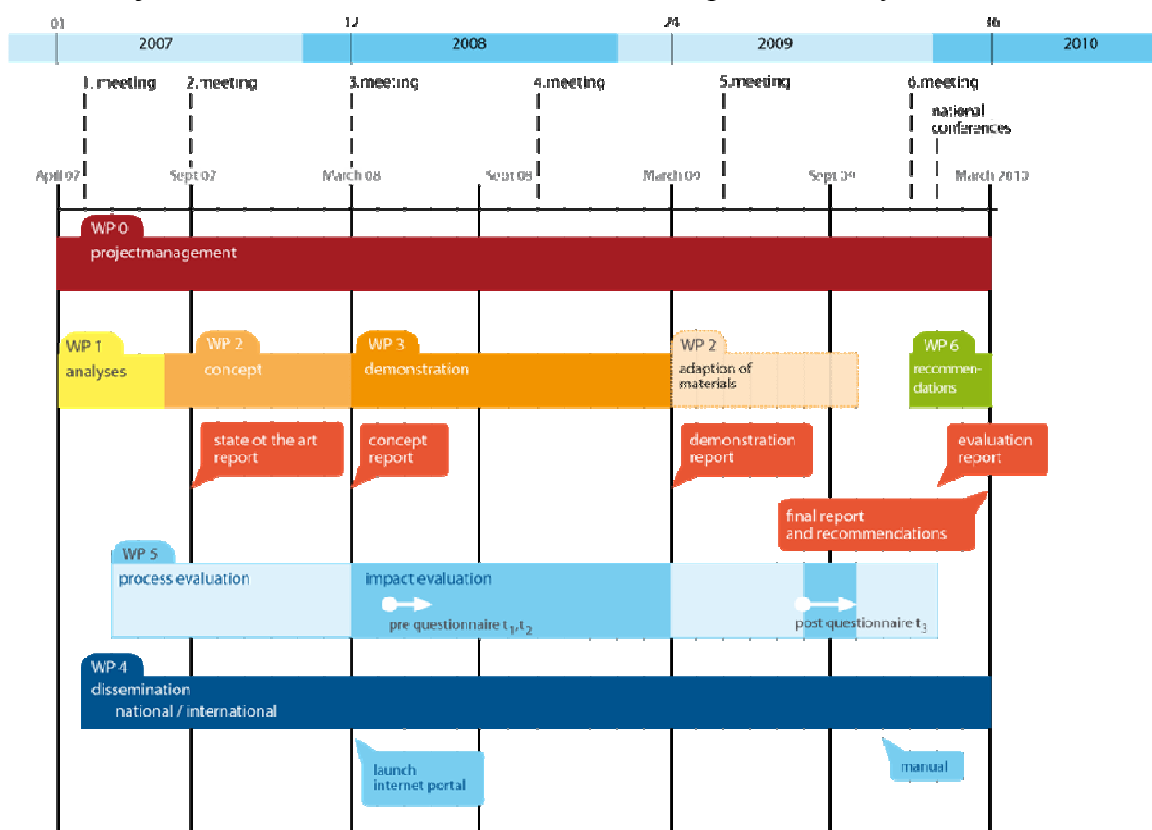 01 12 24 36
2007 2008 2009 2010
1. meeting 2.meeting 3.meeting 4.meeting 5.meeting 6.meeting
national
conferences
April 07 Sept 07 March 08 Sept 08 March 09 Sept 09 March 2010
WP 0
projectmanagement
WP 1 WP 2 WP 3 WP 2 WP 6
analyses concept demonstration adaption of
materials
recommen-
dations
state of the art
report
concept
report
demonstration
report
evaluation
report
final report
and recommendations
WP 5
process evaluation impact evaluation
pre questionnaire t1,t2 post questionnaire t3
WP 4
dissemination
national / international
launch
internet portal
manual